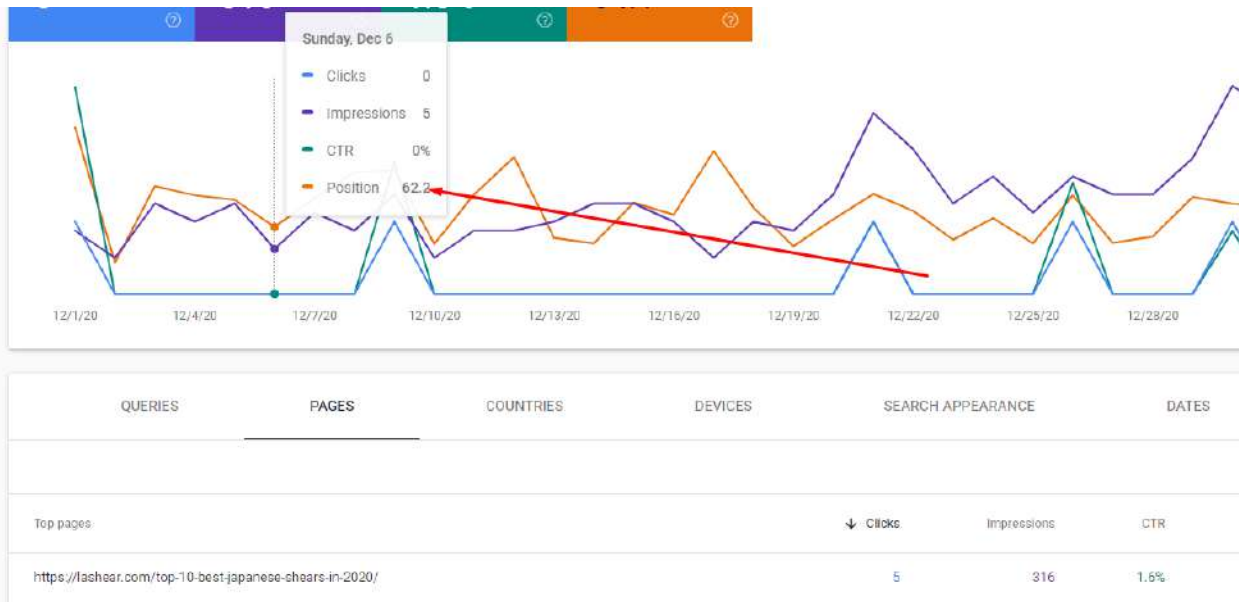 Sunday, Dec 6
Clicks 0
Impressions 5
CTR 0%
Position 62.2
12/1/20 12/4/20 12/7/20 12/10/20 12/13/20 12/16/20 12/19/20 12/22/20 12/25/20 12/28/20
QUERIES PAGES COUNTRIES DEVICES SEARCH APPEARANCE DATES
Top pages Clicks Impressions CTR
https://lashear.com/top-10-best-japanese-shears-in-2020/ 5 316 1.6%